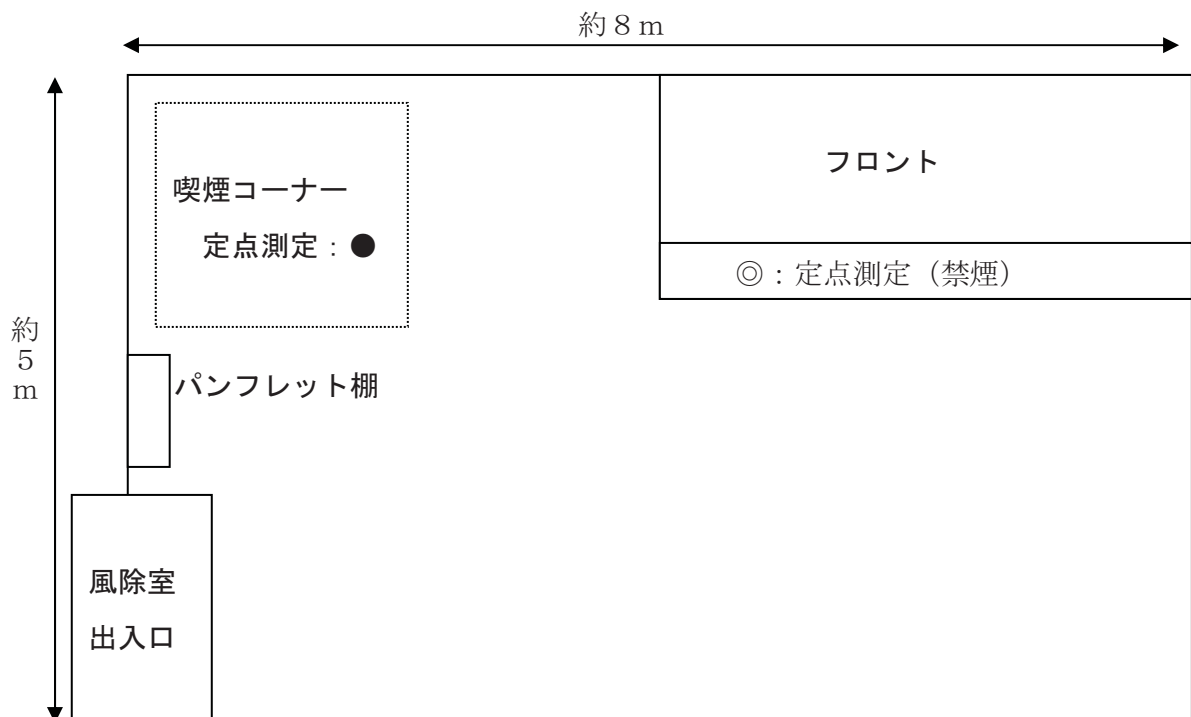 約８ｍ
フロント
喫煙コーナー
定点測定：●
◎：定点測定（禁煙）
約５ｍ
パンフレット棚
風除室
出入口